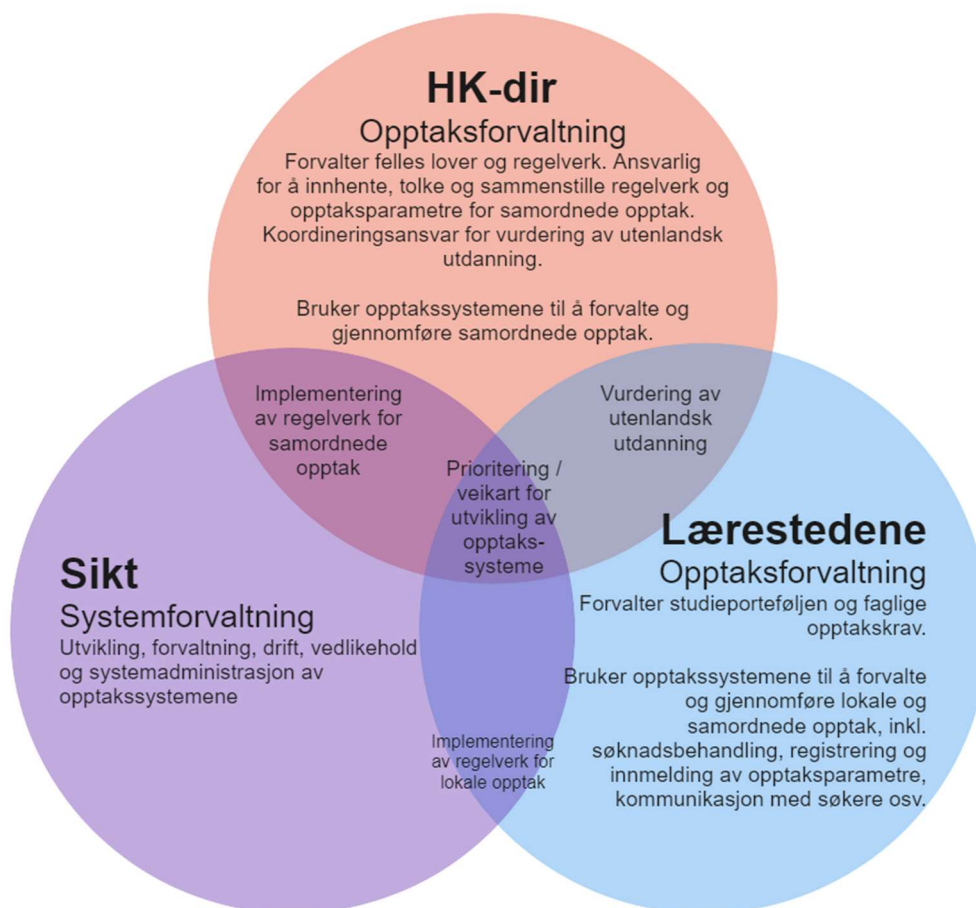 HK-dir
Opptaksforvaltning
Forvalter felles lover og regelverk. Ansvarlig
for å innhente, tolke og sammenstille regelverk og
opptaksparametre for samordnede opptak.
Koordineringsansvar for vurdering av utenlandsk
utdanning.
Bruker opptakssystemene til å forvalte og
gjennomføre samordnede opptak.
Implementering
av regelverk for
samordnede
opptak
Vurdering av
utenlandsk
utdanning
Prioritering /
veikart for
utvikling av
opptaks-
systeme
Sikt
Systemforvaltning
Utvikling, forvaltning, drift, vedlikehold
og systemadministrasjon av
opptakssystemene
Lærestedene
Opptaksforvaltning
Forvalter studieporteføljen og faglige
opptakskrav.
Bruker opptakssystemene til å forvalte
og gjennomføre lokale og
samordnede opptak, inkl.
søknadsbehandling, registrering og
innmelding av opptaksparametre,
kommunikasjon med søkere osv.
Implementering
av regelverk for
lokale opptak